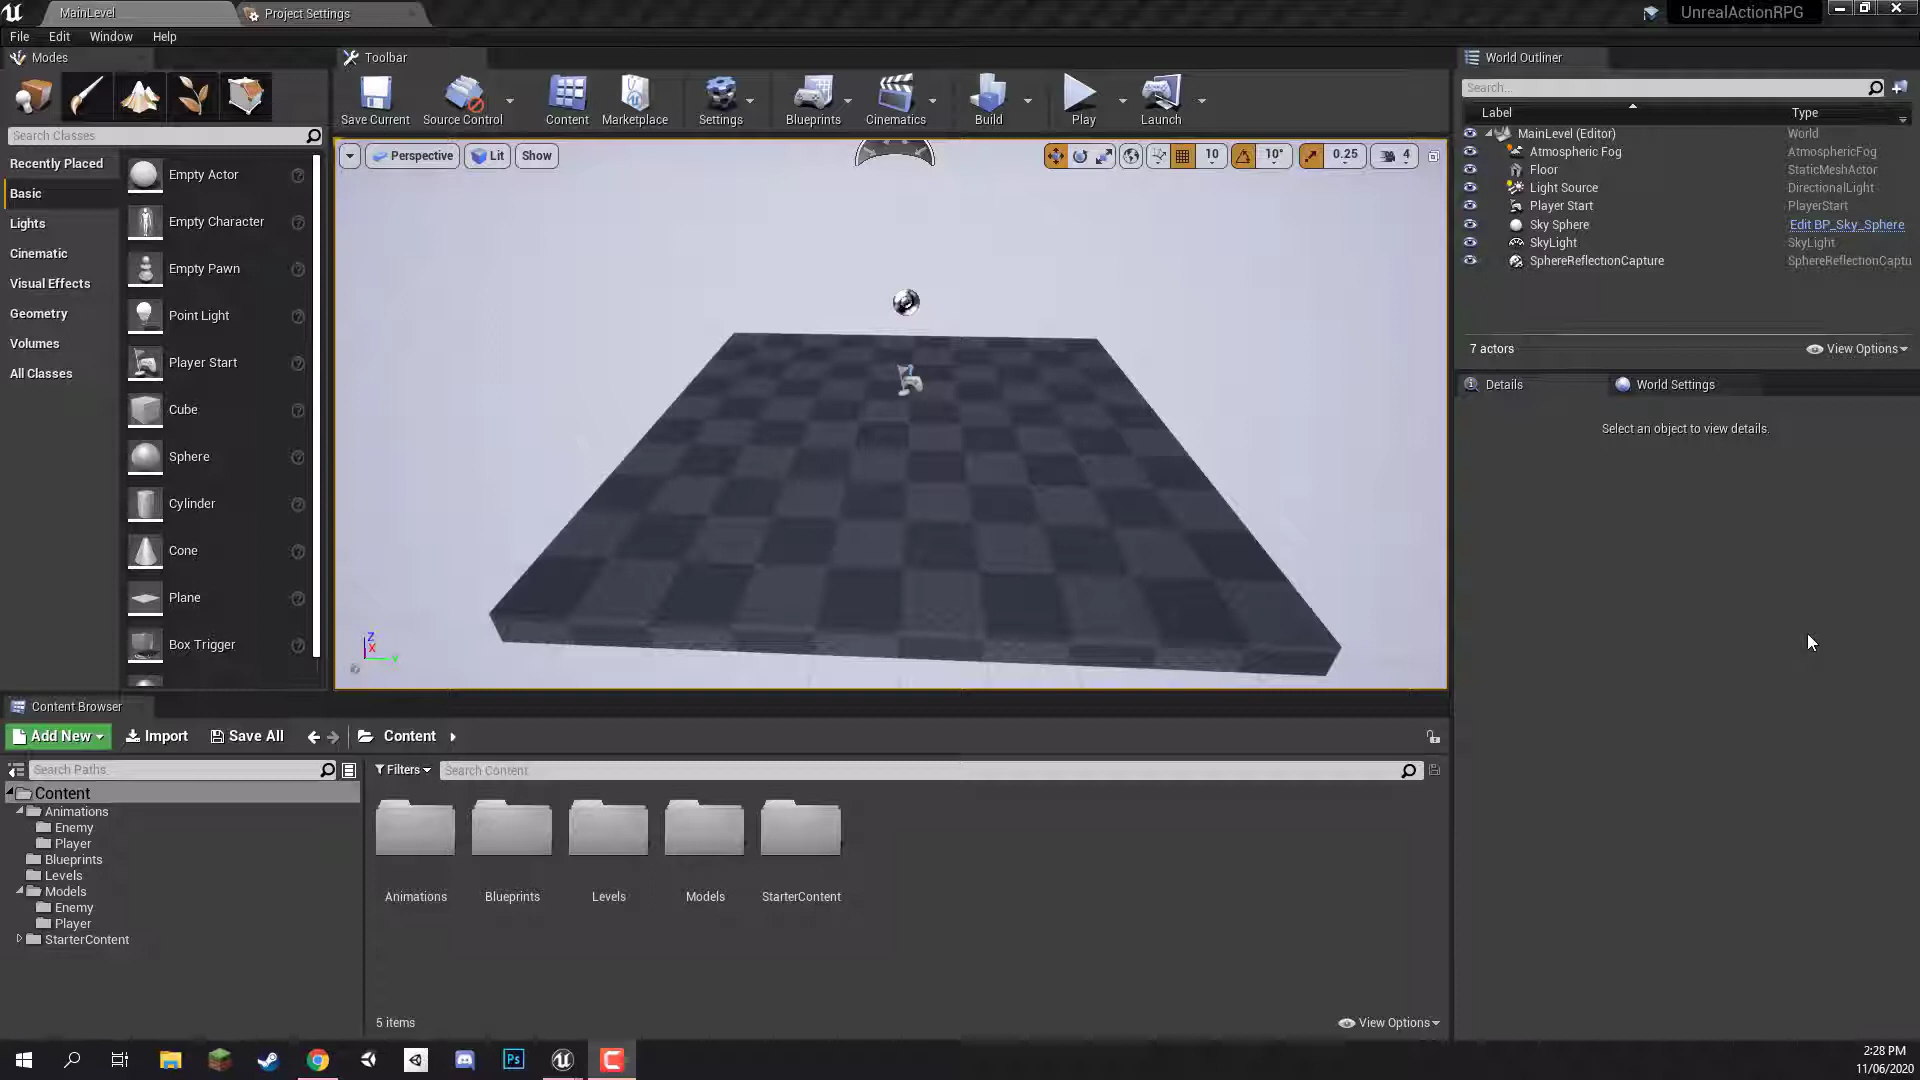 MainLevel
Project Settings
UnrealActionRPG
File Edit Window Help
Modes
Toolbar
World Outliner
Save Current
Source Control
Content
Marketplace
Settings
Blueprints
Cinematics
Build
Play
Launch
Search Classes
Recently Placed
Basic
Lights
Cinematic
Visual Effects
Geometry
Volumes
All Classes
Empty Actor
Empty Character
Empty Pawn
Point Light
Player Start
Cube
Sphere
Cylinder
Cone
Plane
Box Trigger
Perspective
Lit
Show
10
10°
0.25
4
Z
X
Y
Search...
Label Type
MainLevel (Editor) World
Atmospheric Fog AtmosphericFog
Floor StaticMeshActor
Light Source DirectionalLight
Player Start PlayerStart
Sky Sphere Edit BP_Sky_Sphere
SkyLight SkyLight
SphereReflectionCapture SphereReflectionCaptu
7 actors
View Options
Details
World Settings
Select an object to view details.
Content Browser
Add New
Import
Save All
Content
Search Paths
Filters
Search Content
Content
Animations
Enemy
Player
Blueprints
Levels
Models
Enemy
Player
StarterContent
Animations
Blueprints
Levels
Models
StarterContent
5 items
View Options
Ps
2:28 PM
11/06/2020